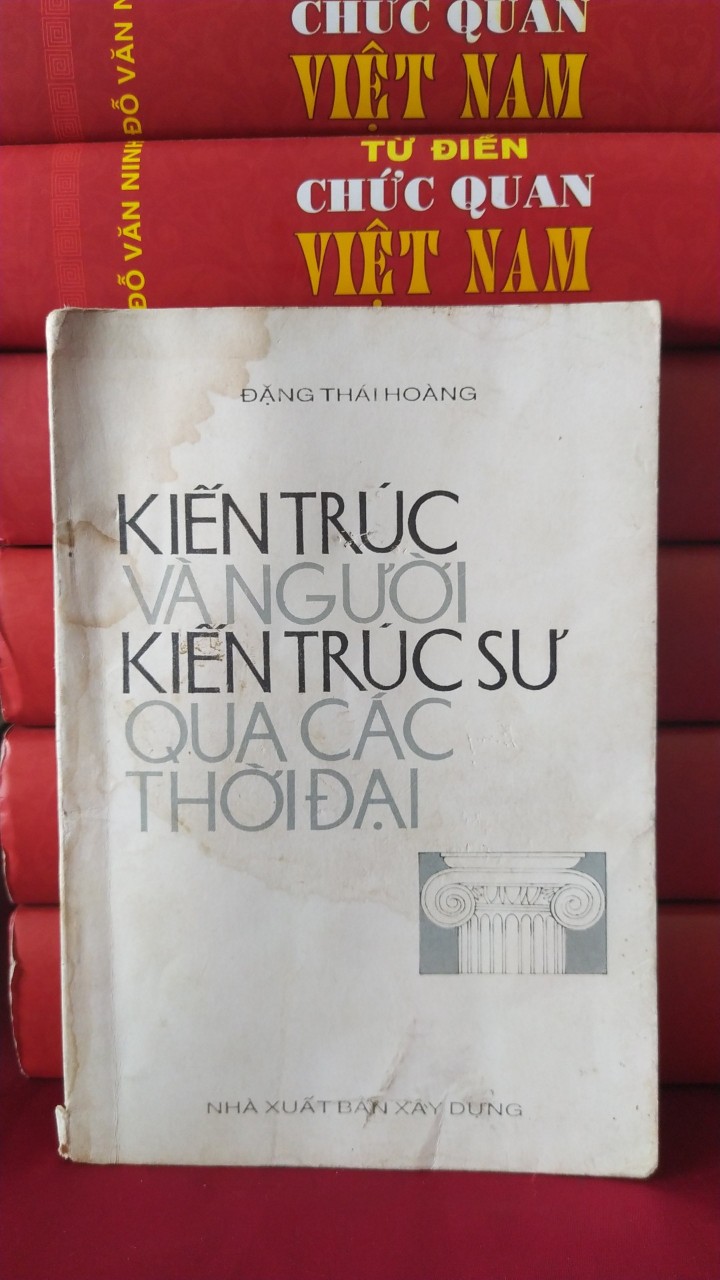 CHỨC QUAN
VIỆT NAM
ĐỖ VĂN N
TỪ ĐIỂN
CHỨC QUAN
VIỆT NAM
ĐỖ VĂN NINH
ĐẶNG THÁI HOÀNG
KIẾN TRÚC
VÀ NGƯỜI
KIẾN TRÚC SƯ
QUA CÁC
THỜI ĐẠI
NHÀ XUẤT BẢN XÂY DỰNG